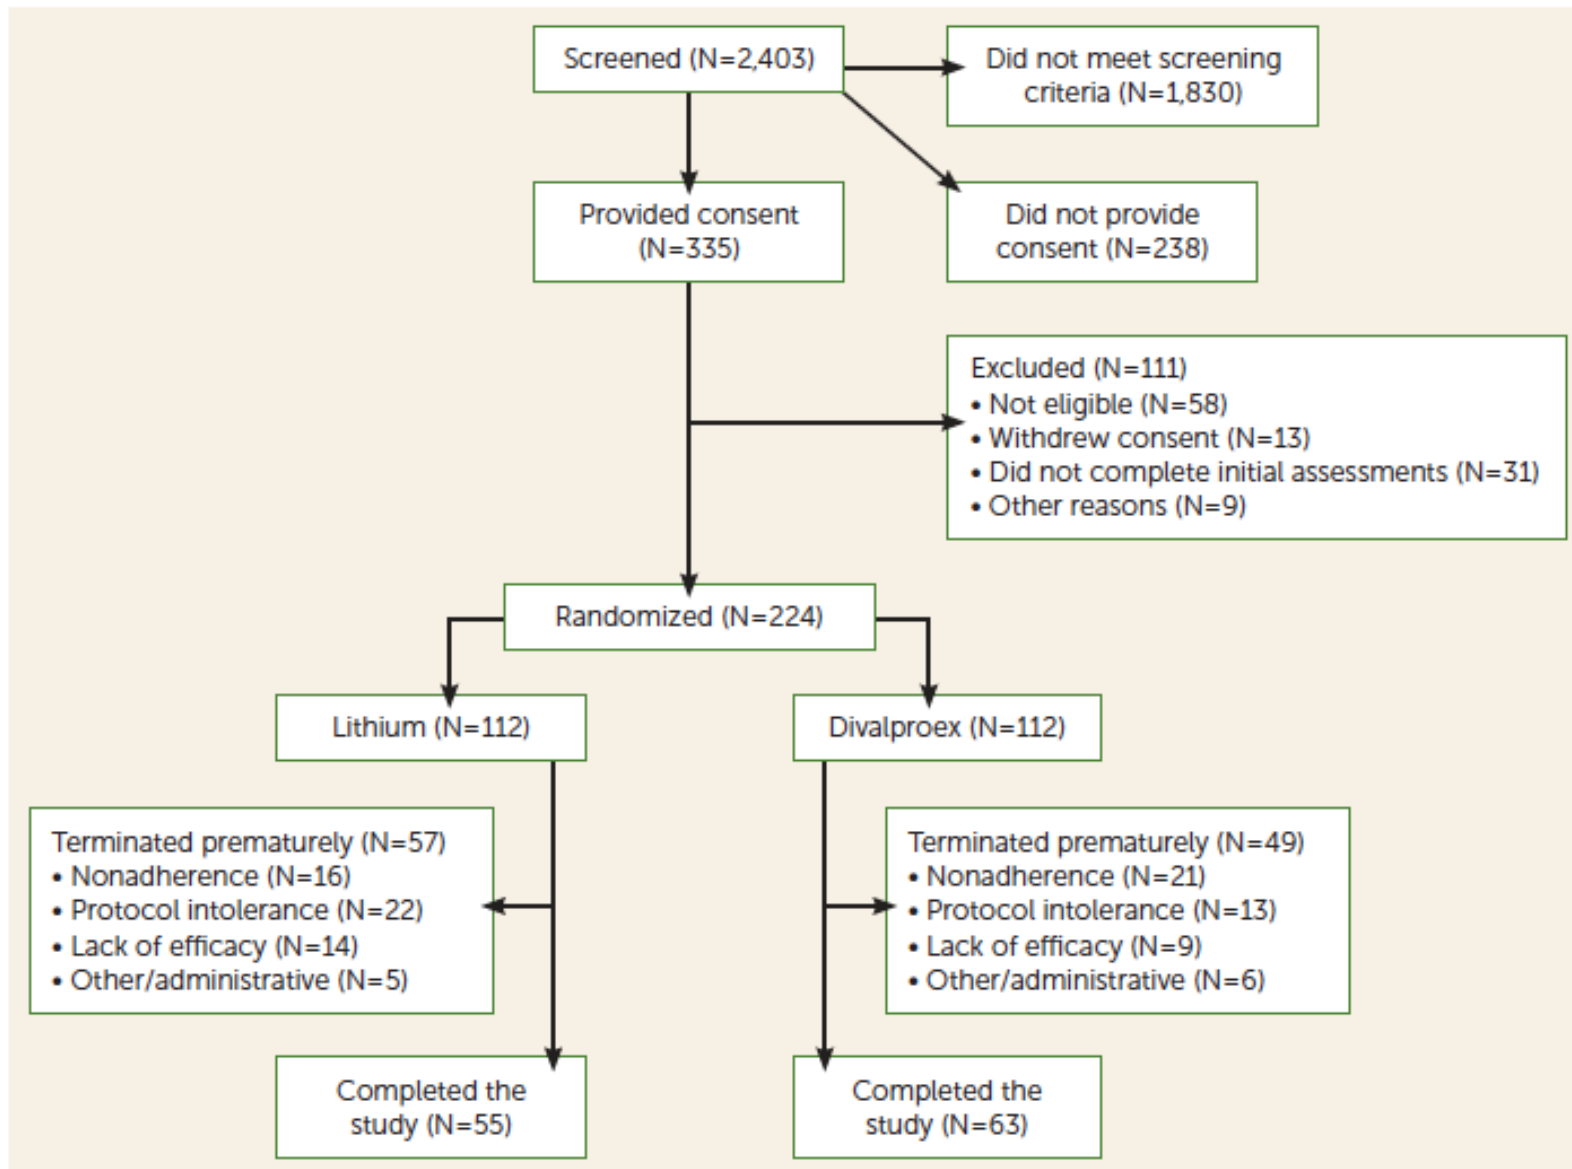 Screened (N=2,403)
Did not meet screening
criteria (N=1,830)
Provided consent
(N=335)
Did not provide
consent (N=238)
Excluded (N=111)
• Not eligible (N=58)
• Withdrew consent (N=13)
• Did not complete initial assessments (N=31)
• Other reasons (N=9)
Randomized (N=224)
Lithium (N=112)
Divalproex (N=112)
Terminated prematurely (N=57)
• Nonadherence (N=16)
• Protocol intolerance (N=22)
• Lack of efficacy (N=14)
• Other/administrative (N=5)
Terminated prematurely (N=49)
• Nonadherence (N=21)
• Protocol intolerance (N=13)
• Lack of efficacy (N=9)
• Other/administrative (N=6)
Completed the
study (N=55)
Completed the
study (N=63)